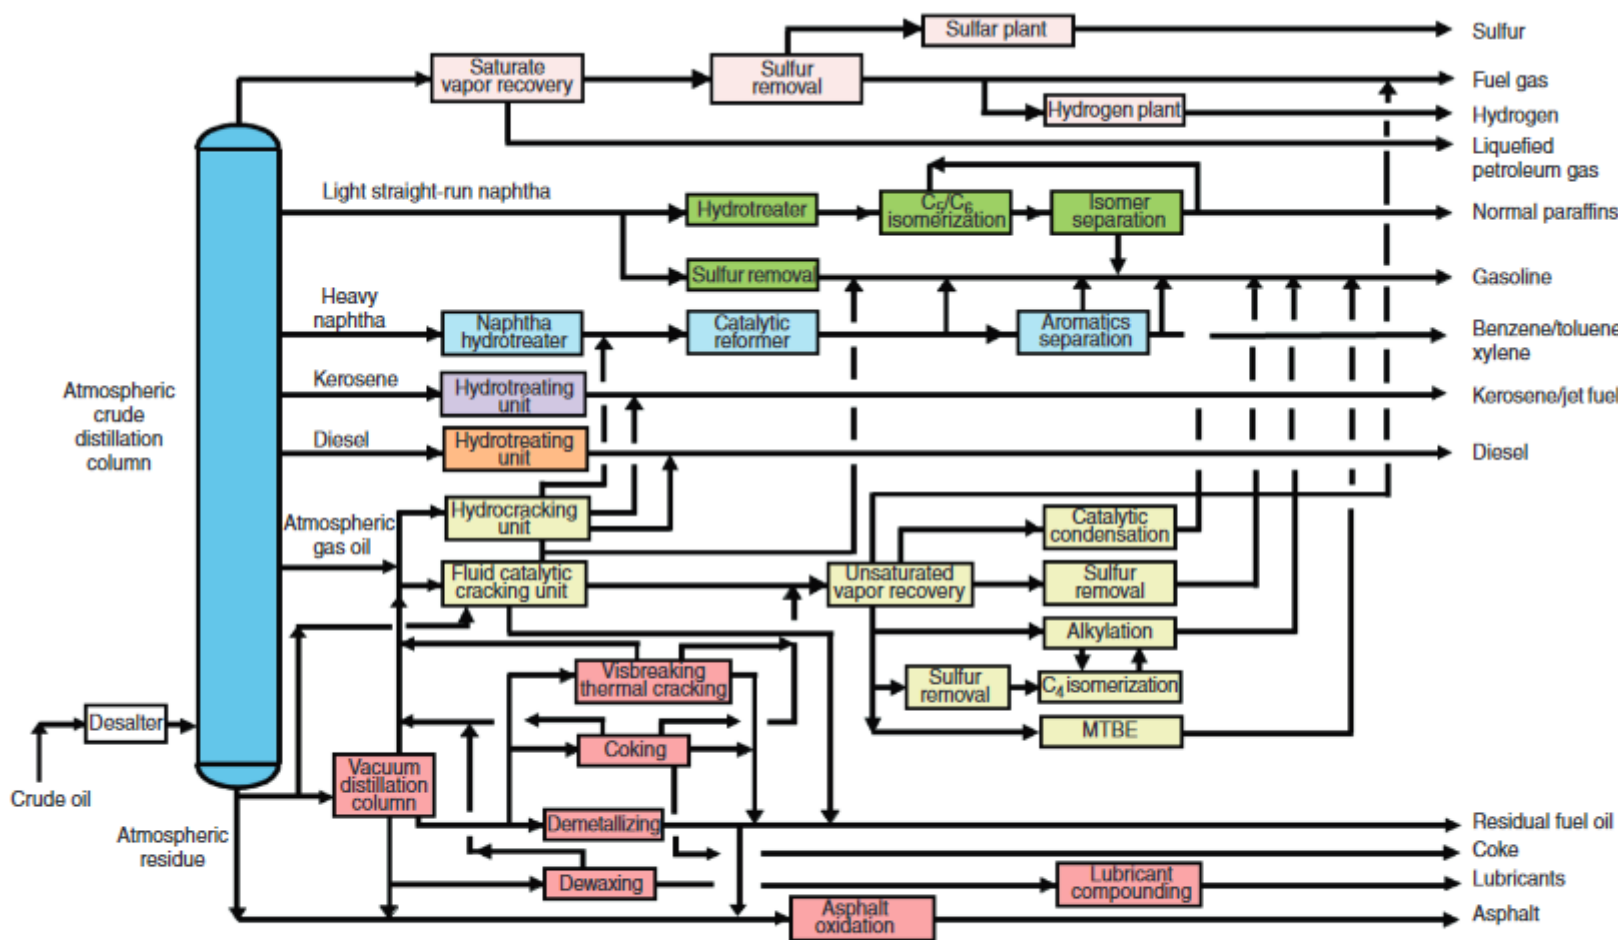 Sulfar plant
Sulfur
Saturate
vapor recovery
Sulfur
removal
Fuel gas
Hydrogen plant
Hydrogen
Liquefied
petroleum gas
Light straight-run naphtha
Hydrotreater
C5/C6
isomerization
Isomer
separation
Normal paraffins
Sulfur removal
Gasoline
Heavy
naphtha
Naphtha
hydrotreater
Catalytic
reformer
Aromatics
separation
Benzene/toluene
xylene
Kerosene
Hydrotreating
unit
Kerosene/jet fuel
Atmospheric
crude
distillation
column
Diesel
Hydrotreating
unit
Diesel
Hydrocracking
unit
Catalytic
condensation
Atmospheric
gas oil
Fluid catalytic
cracking unit
Unsaturated
vapor recovery
Sulfur
removal
Alkylation
Visbreaking
thermal cracking
Sulfur
removal
C4 isomerization
Desalter
MTBE
Coking
Vacuum
distillation
column
Crude oil
Demetallizing
Residual fuel oil
Atmospheric
residue
Coke
Dewaxing
Lubricant
compounding
Lubricants
Asphalt
oxidation
Asphalt